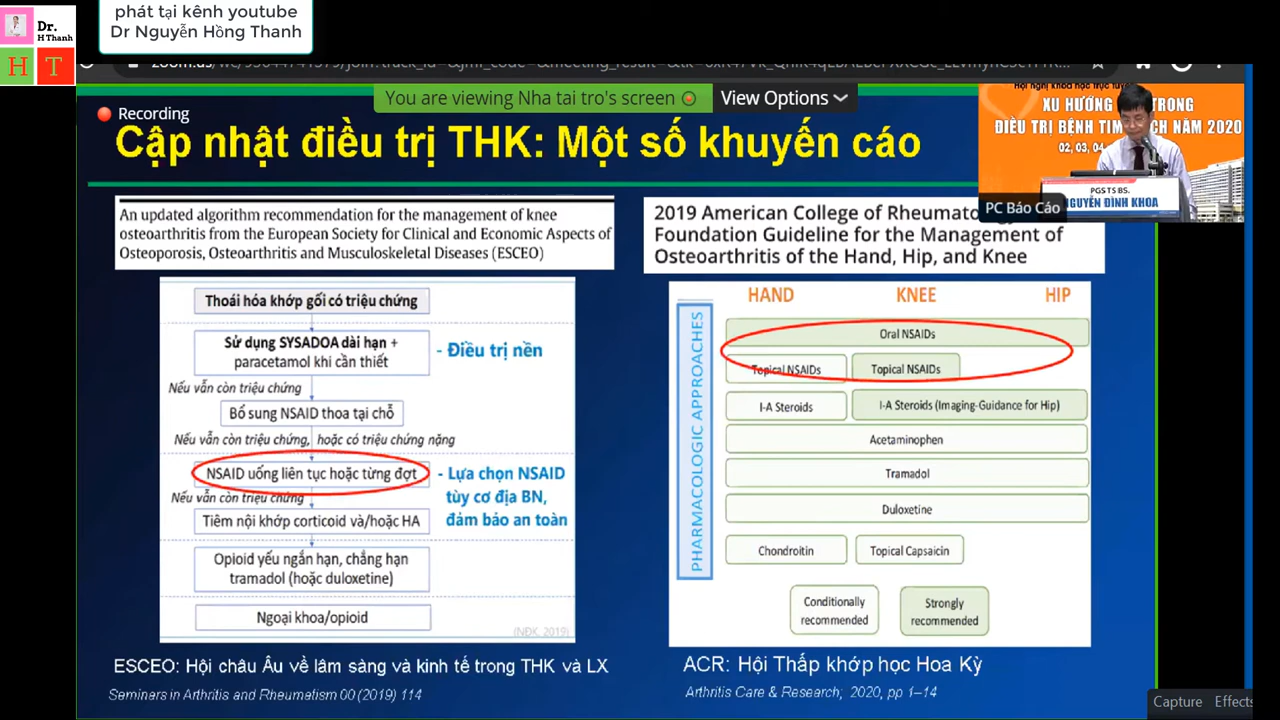 phát tại kênh youtube
Dr Nguyễn Hồng Thanh
Dr.
H Thanh
H T
You are viewing Nha tai tro's screen
View Options
Recording
Cập nhật điều trị THK: Một số khuyến cáo
XU HƯỚNG TRONG
ĐIỀU TRỊ BỆNH TIM CH NĂM 2020
02, 03, 04
PGS TS BS.
NGUYỄN ĐÌNH KHOA
PC Báo Cáo
An updated algorithm recommendation for the management of knee
osteoarthritis from the European Society for Clinical and Economic Aspects of
Osteoporosis, Osteoarthritis and Musculoskeletal Diseases (ESCEO)
Thoái hóa khớp gối có triệu chứng
Sử dụng SYSADOA dài hạn +
paracetamol khi cần thiết
- Điều trị nền
Nếu vẫn còn triệu chứng
Bổ sung NSAID thoa tại chỗ
Nếu vẫn còn triệu chứng, hoặc có triệu chứng nặng
NSAID uống liên tục hoặc từng đợt
- Lựa chọn NSAID
tùy cơ địa BN,
đảm bảo an toàn
Nếu vẫn còn triệu chứng
Tiêm nội khớp corticoid và/hoặc HA
Opioid yếu ngắn hạn, chẳng hạn
tramadol (hoặc duloxetine)
Ngoại khoa/opioid
(NĐK, 2019)
ESCEO: Hội châu Âu về lâm sàng và kinh tế trong THK và LX
Seminars in Arthritis and Rheumatism 00 (2019) 114
2019 American College of Rheumato
Foundation Guideline for the Management of
Osteoarthritis of the Hand, Hip, and Knee
HAND KNEE HIP
PHARMACOLOGIC APPROACHES
Oral NSAIDs
Topical NSAIDs Topical NSAIDs
I-A Steroids I-A Steroids (Imaging-Guidance for Hip)
Acetaminophen
Tramadol
Duloxetine
Chondroitin Topical Capsaicin
Conditionally
recommended
Strongly
recommended
ACR: Hội Thấp khớp học Hoa Kỳ
Arthritis Care & Research; 2020, pp 1–14
Capture Effects